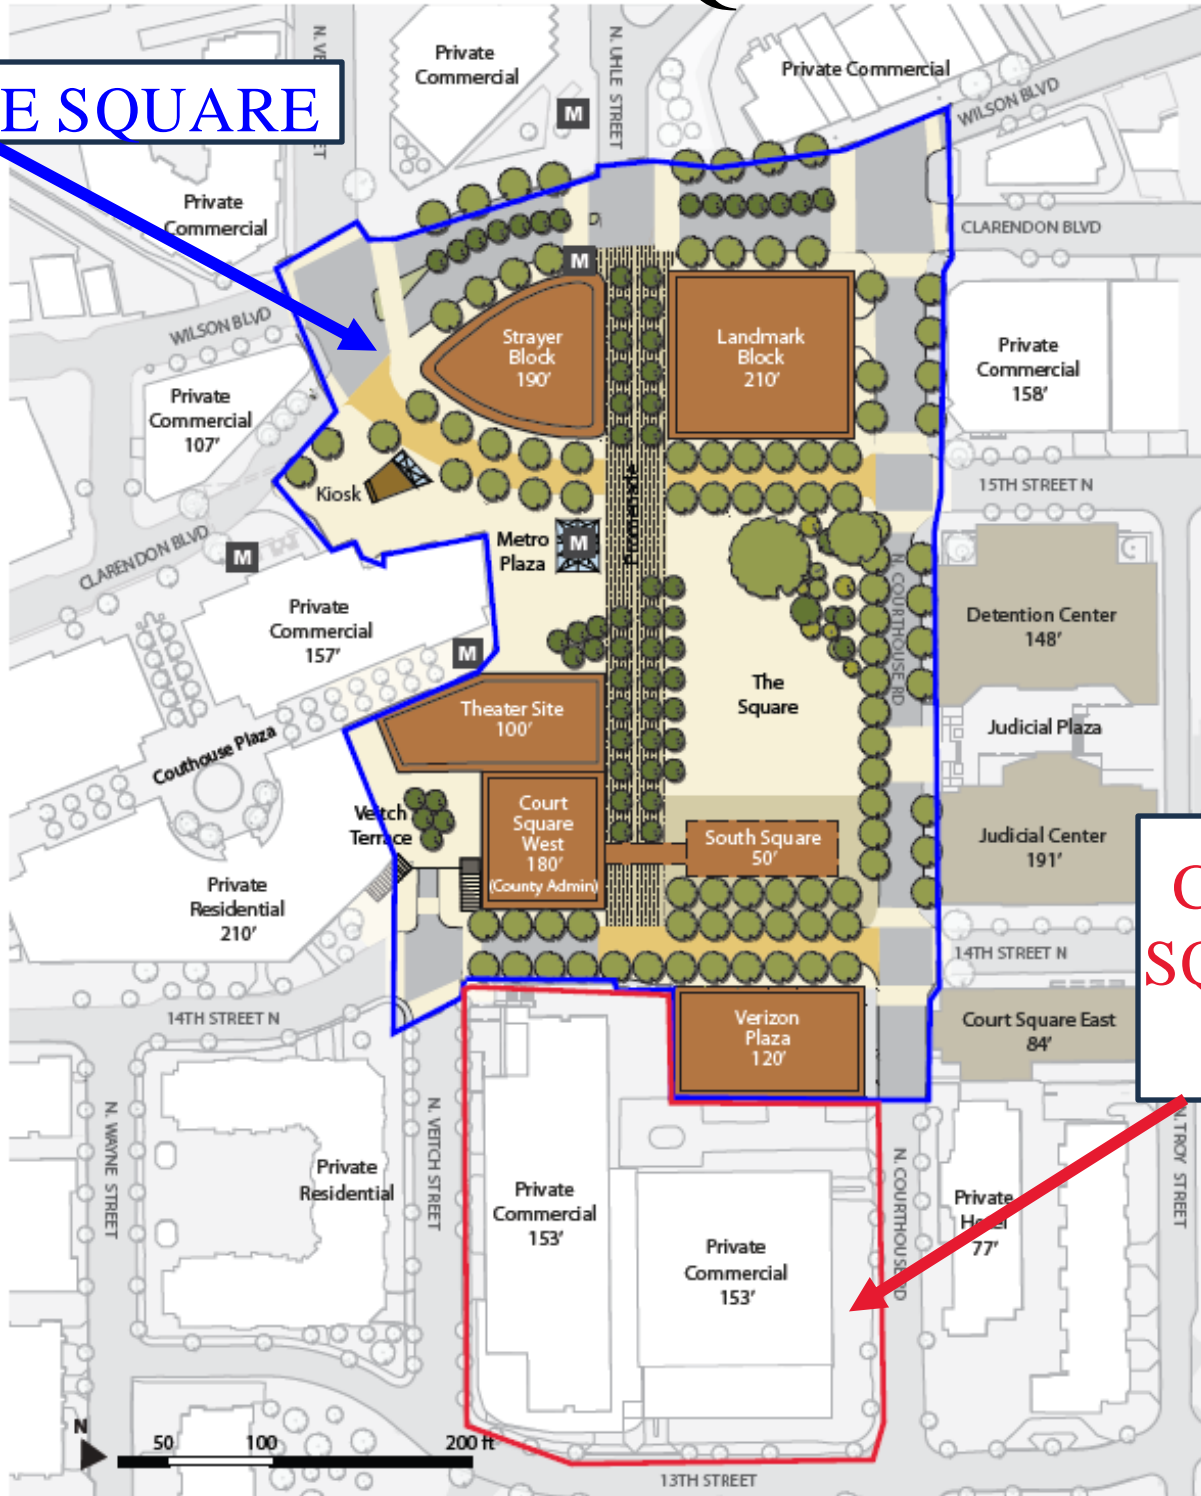 E SQUARE
Private
Commercial
N. UHLE STREET
Private Commercial
WILSON BLVD
M
Private
Commercial
CLARENDON BLVD
M
WILSON BLVD
Strayer
Block
190'
Landmark
Block
210'
Private
Commercial
158'
Private
Commercial
107'
Kiosk
15TH STREET N
Promenade
Metro
Plaza
M
CLARENDON BLVD
M
N. COURTHOUSE RD
Detention Center
148'
Private
Commercial
157'
M
The
Square
Theater Site
100'
Judicial Plaza
Couthouse Plaza
Veitch
Terrace
Court
Square
West
180'
(County Admin)
South Square
50'
Judicial Center
191'
Private
Residential
210'
14TH STREET N
14TH STREET N
Verizon
Plaza
120'
Court Square East
84'
N. WAYNE STREET
N. VEITCH STREET
N. COURTHOUSE RD
N. TROY STREET
Private
Residential
Private
Commercial
153'
Private
Hotel
77'
Private
Commercial
153'
N
50
100
200 ft
13TH STREET